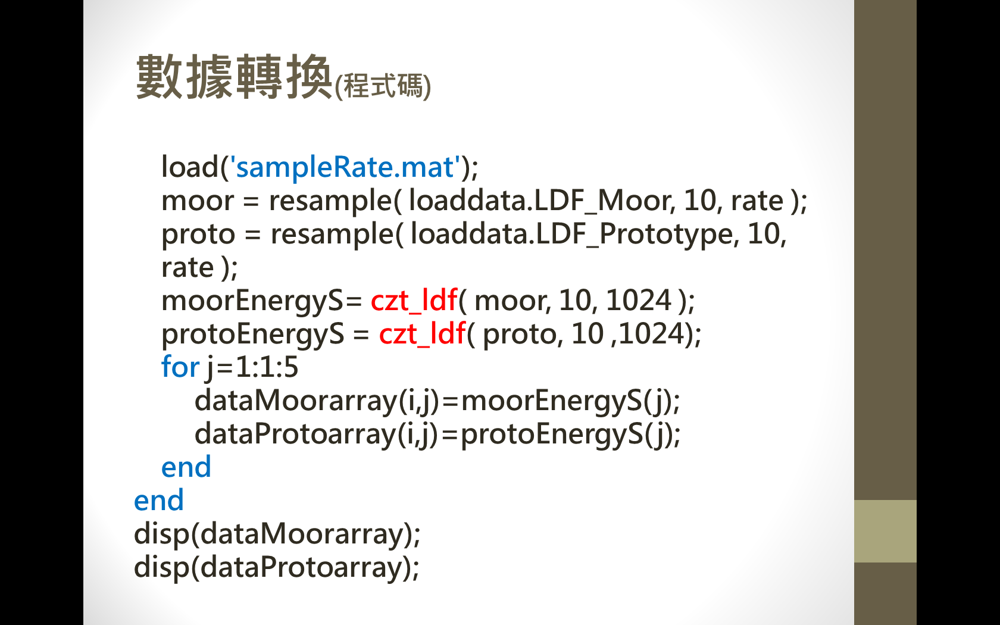 數據轉換(程式碼)
load('sampleRate.mat');
moor = resample( loaddata.LDF_Moor, 10, rate );
proto = resample( loaddata.LDF_Prototype, 10,
rate );
moorEnergyS= czt_ldf( moor, 10, 1024 );
protoEnergyS = czt_ldf( proto, 10 ,1024);
for j=1:1:5
dataMoorarray(i,j)=moorEnergyS(j);
dataProtoarray(i,j)=protoEnergyS(j);
end
end
disp(dataMoorarray);
disp(dataProtoarray);